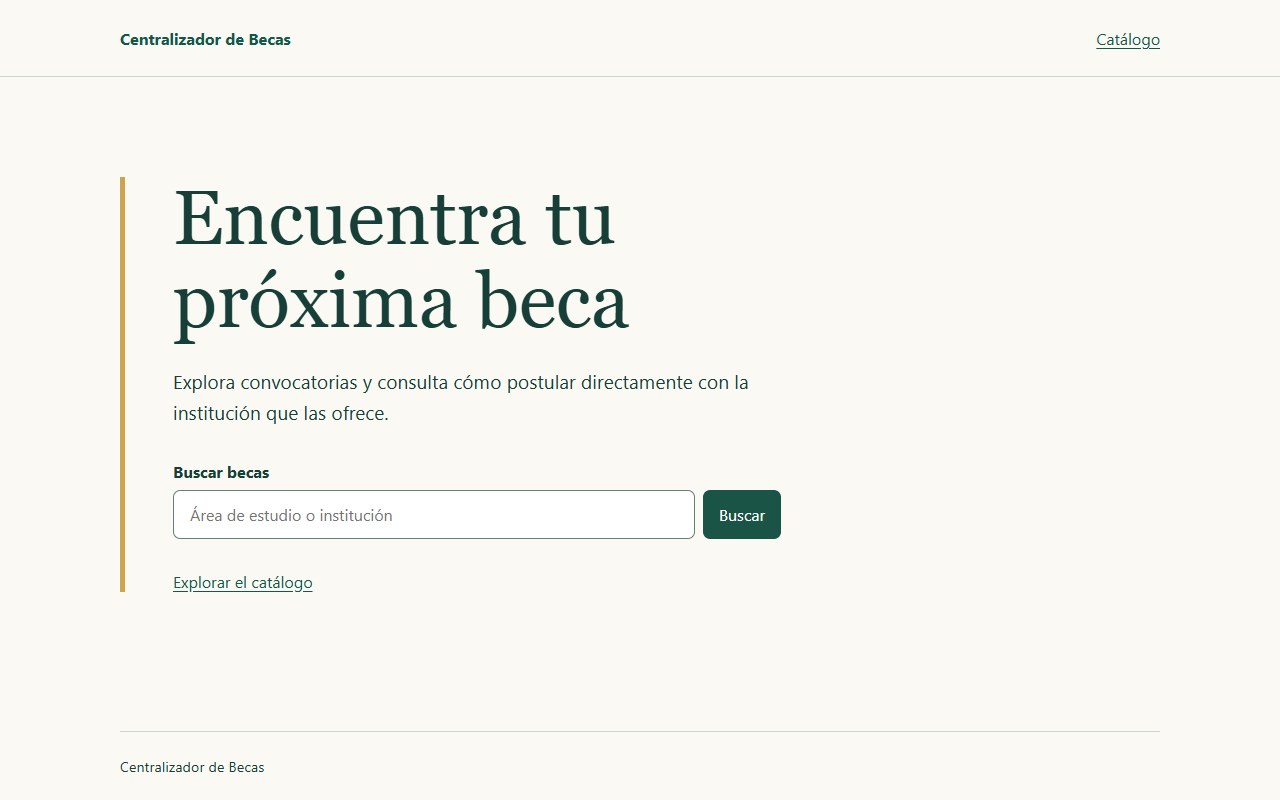 Centralizador de Becas
Catálogo
Encuentra tu
próxima beca
Explora convocatorias y consulta cómo postular directamente con la
institución que las ofrece.
Buscar becas
Área de estudio o institución
Buscar
Explorar el catálogo
Centralizador de Becas